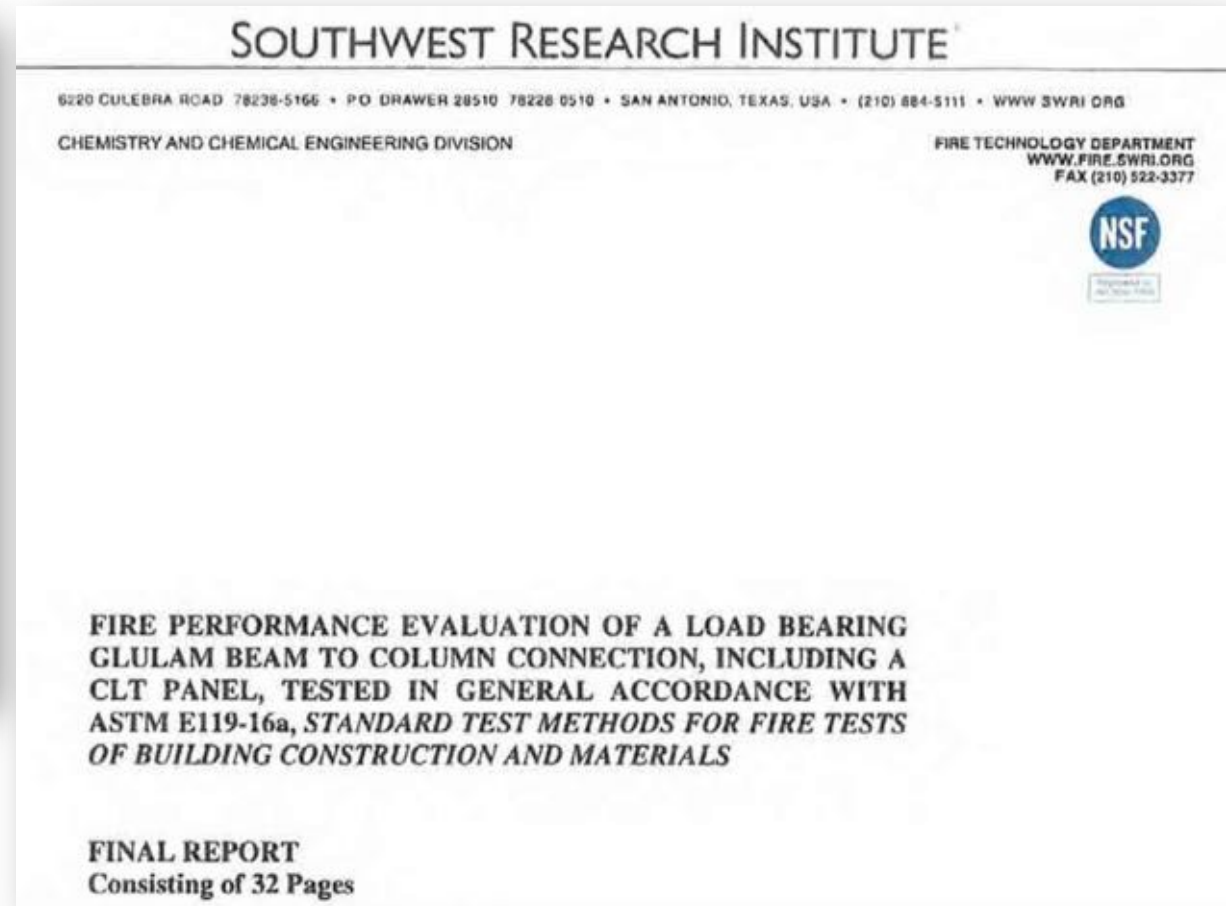 SOUTHWEST RESEARCH INSTITUTE
6220 CULEBRA ROAD 78238-5166 • PO DRAWER 28510 78228-0510 • SAN ANTONIO, TEXAS, USA • (210) 684-5111 • WWW.SWRI.ORG
CHEMISTRY AND CHEMICAL ENGINEERING DIVISION
FIRE TECHNOLOGY DEPARTMENT
WWW.FIRE.SWRI.ORG
FAX (210) 522-3377
NSF
FIRE PERFORMANCE EVALUATION OF A LOAD BEARING
GLULAM BEAM TO COLUMN CONNECTION, INCLUDING A
CLT PANEL, TESTED IN GENERAL ACCORDANCE WITH
ASTM E119-16a, STANDARD TEST METHODS FOR FIRE TESTS
OF BUILDING CONSTRUCTION AND MATERIALS
FINAL REPORT
Consisting of 32 Pages